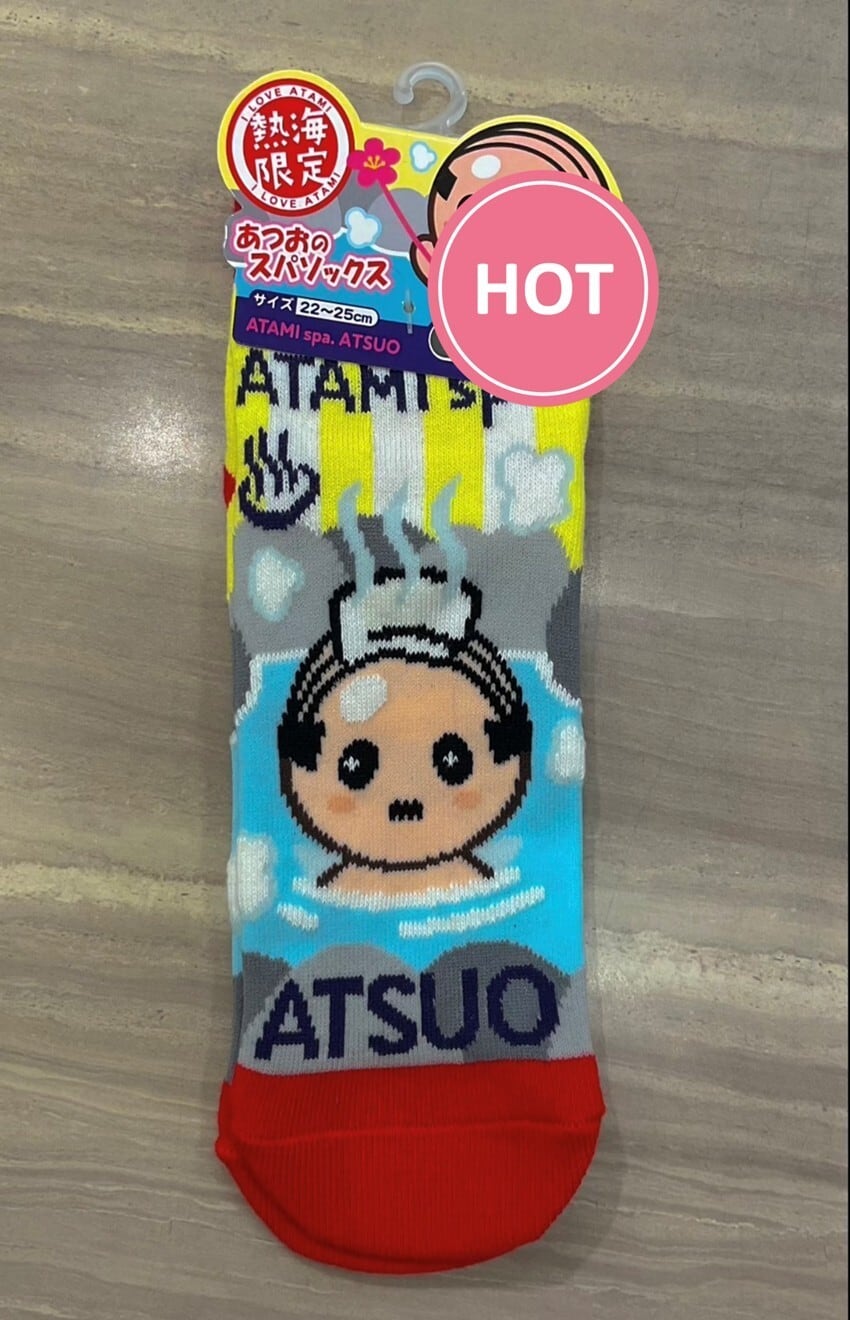 I LOVE ATAMI
熱海
限定
I LOVE ATAMI
あつおの
スパソックス
サイズ 22〜25cm
ATAMI spa. ATSUO
HOT
ATAMI sp
ATSUO